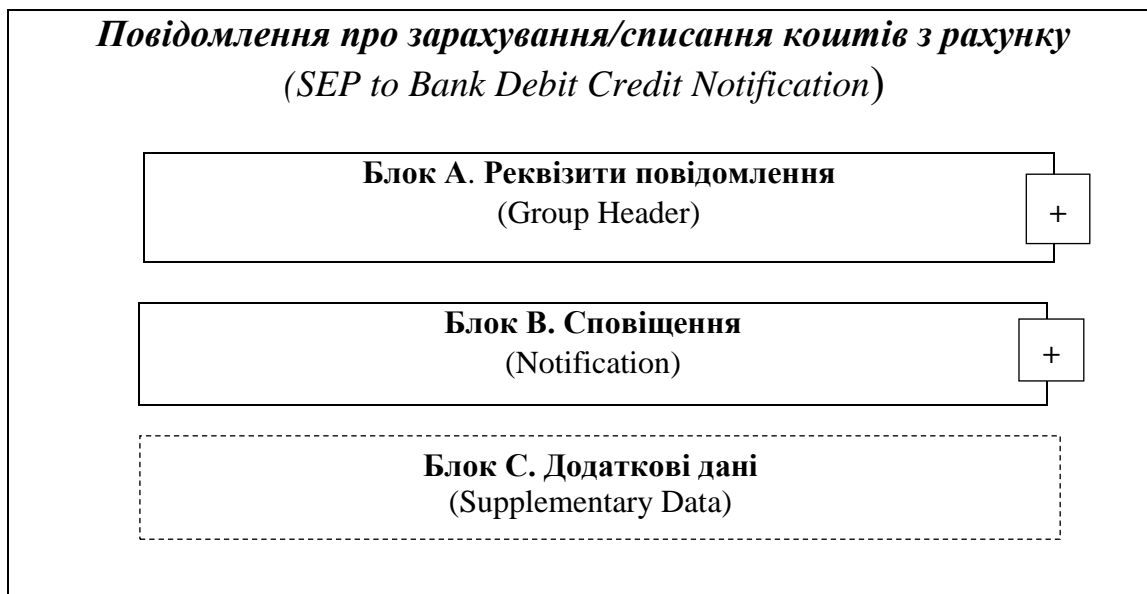 Повідомлення про зарахування/списання коштів з рахунку
(SEP to Bank Debit Credit Notification)
Блок А. Реквізити повідомлення
(Group Header)
+
Блок В. Сповіщення
(Notification)
+
Блок С. Додаткові дані
(Supplementary Data)